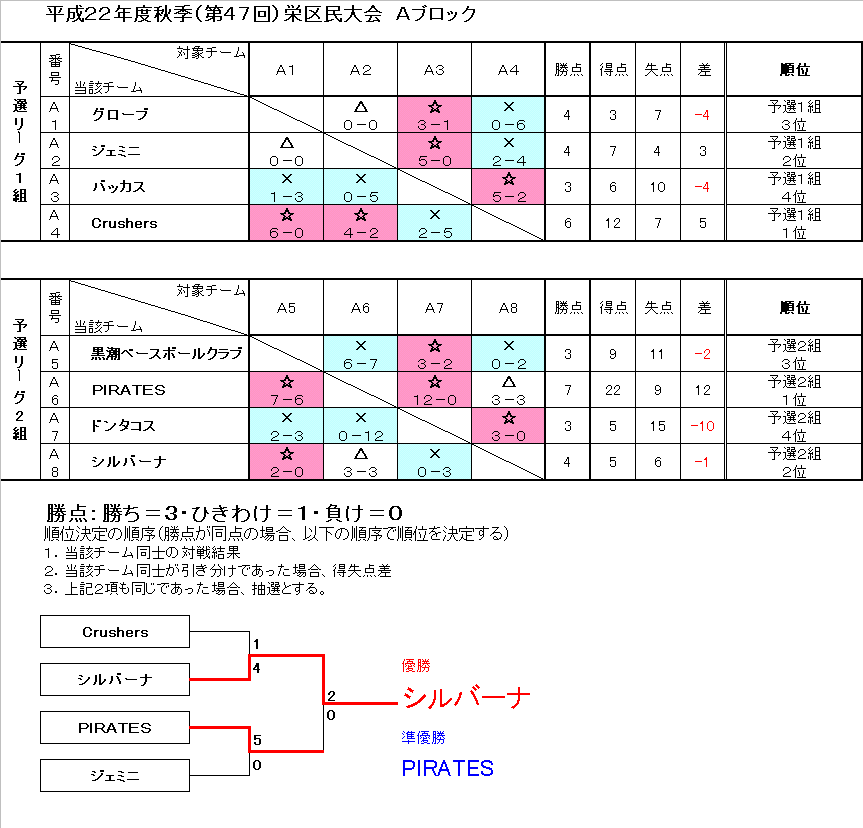 平成２２年度秋季（第４７回）栄区民大会　Ａブロック
予選リーグ１組
番号 対象チーム 当該チーム Ａ１ Ａ２ Ａ３ Ａ４ 勝点 得点 失点 差 順位
Ａ１ グローブ △ ０－０ ☆ ３－１ × ０－６ 4 3 7 -4 予選１組 ３位
Ａ２ ジェミニ △ ０－０ ☆ ５－０ × ２－４ 4 7 4 3 予選１組 ２位
Ａ３ バッカス × １－３ × ０－５ ☆ ５－２ 3 6 10 -4 予選１組 ４位
Ａ４ Crushers ☆ ６－０ ☆ ４－２ × ２－５ 6 12 7 5 予選１組 １位
予選リーグ２組
番号 対象チーム 当該チーム Ａ５ Ａ６ Ａ７ Ａ８ 勝点 得点 失点 差 順位
Ａ５ 黒潮ベースボールクラブ × ６－７ ☆ ３－２ × ０－２ 3 9 11 -2 予選２組 ３位
Ａ６ PIRATES ☆ ７－６ ☆ １２－０ △ ３－３ 7 22 9 12 予選２組 １位
Ａ７ ドンタコス × ２－３ × ０－１２ ☆ ３－０ 3 5 15 -10 予選２組 ４位
Ａ８ シルバーナ ☆ ２－０ △ ３－３ × ０－３ 4 5 6 -1 予選２組 ２位
勝点：勝ち＝３・ひきわけ＝１・負け＝０
順位決定の順序（勝点が同点の場合、以下の順序で順位を決定する）
１．当該チーム同士の対戦結果
２．当該チーム同士が引き分けであった場合、得失点差
３．上記２項も同じであった場合、抽選とする。
Crushers
1
シルバーナ
4
優勝
シルバーナ
2
0
PIRATES
5
準優勝
PIRATES
ジェミニ
0